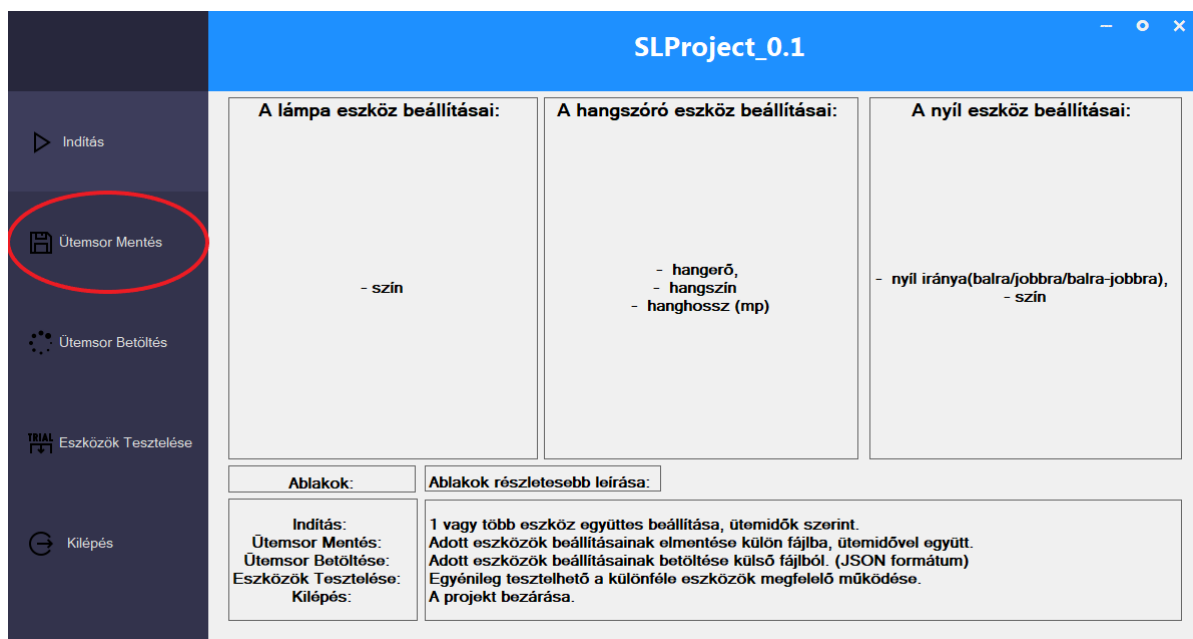 SLProject_0.1
Indítás
Ütemsor Mentés
Ütemsor Betöltés
TRIAL
Eszközök Tesztelése
Kilépés
A lámpa eszköz beállításai:
- szín
A hangszóró eszköz beállításai:
- hangerő,
- hangszín
- hanghossz (mp)
A nyíl eszköz beállításai:
- nyíl iránya(balra/jobbra/balra-jobbra),
- szín
Ablakok:
Ablakok részletesebb leírása:
Indítás:
Ütemsor Mentés:
Ütemsor Betöltése:
Eszközök Tesztelése:
Kilépés:
1 vagy több eszköz együttes beállítása, ütemidők szerint.
Adott eszközök beállításainak elmentése külön fájlba, ütemidővel együtt.
Adott eszközök beállításainak betöltése külső fájlból. (JSON formátum)
Egyénileg tesztelhető a különféle eszközök megfelelő működése.
A projekt bezárása.